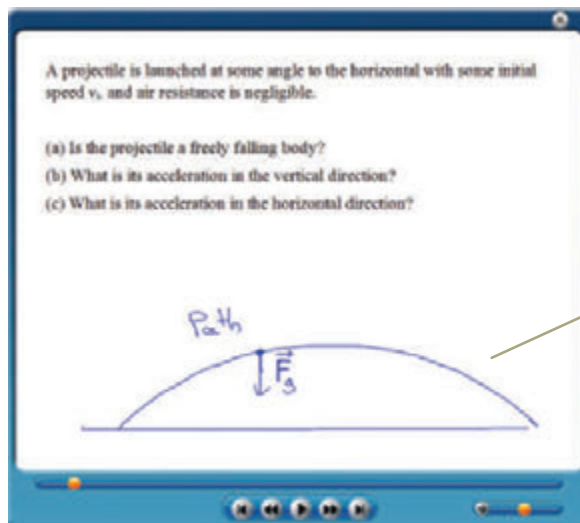 A projectile is launched at some angle to the horizontal with some initial
speed vᵢ, and air resistance is negligible.
(a) Is the projectile a freely falling body?
(b) What is its acceleration in the vertical direction?
(c) What is its acceleration in the horizontal direction?
Path
F⃗g